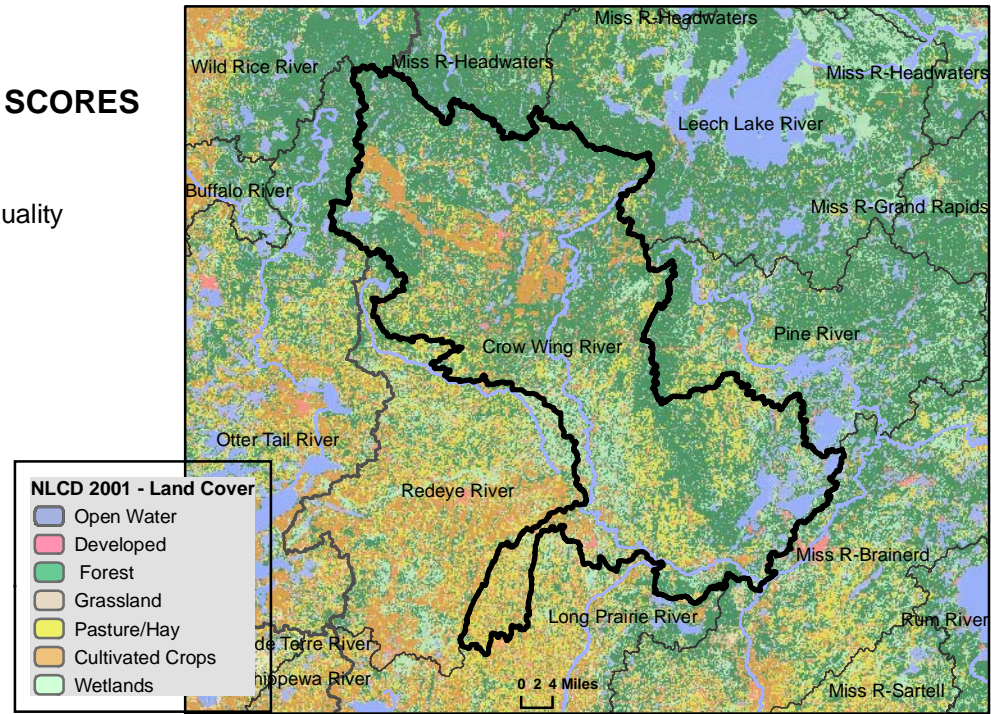 SCORES
uality
Miss R-Headwaters
Wild Rice River
Miss R-Headwaters
Miss R-Headwaters
Leech Lake River
Buffalo River
Miss R-Grand Rapids
Pine River
Crow Wing River
Otter Tail River
Redeye River
Miss R-Brainerd
Long Prairie River
Rum River
de Terre River
hippewa River
Miss R-Sartell
0 2 4 Miles
NLCD 2001 - Land Cover
Open Water
Developed
Forest
Grassland
Pasture/Hay
Cultivated Crops
Wetlands